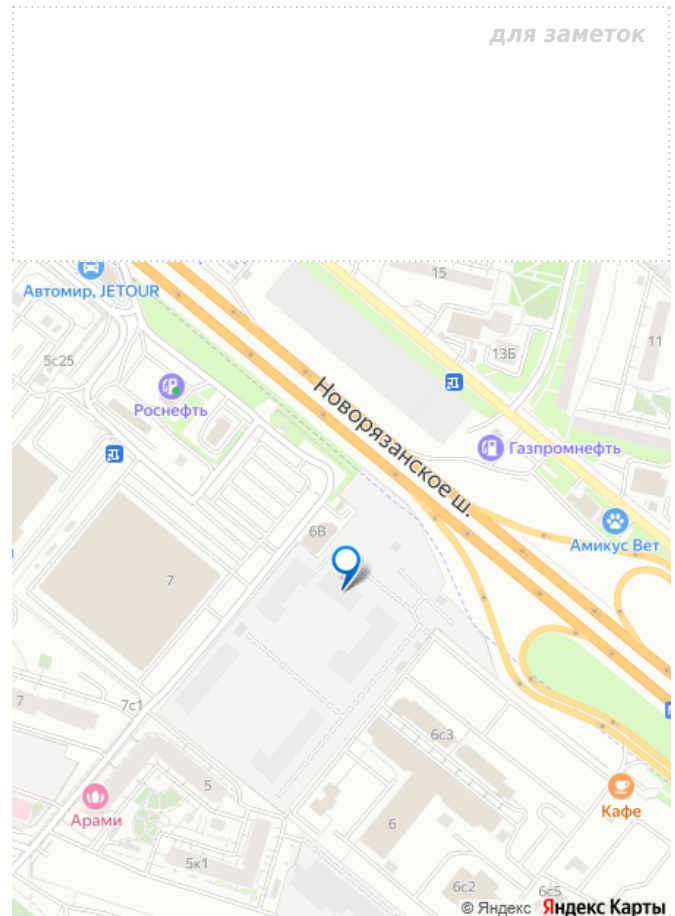 для заметок
15
Автомир, JETOUR
11
13Б
5с25
Роснефть
Новорязанское ш.
Газпромнефть
6В
Амикус Вет
7
7
7с1
6с3
5
Арами
Кафе
6
5к1
6с2
6с5
© Яндекс Яндекс Карты